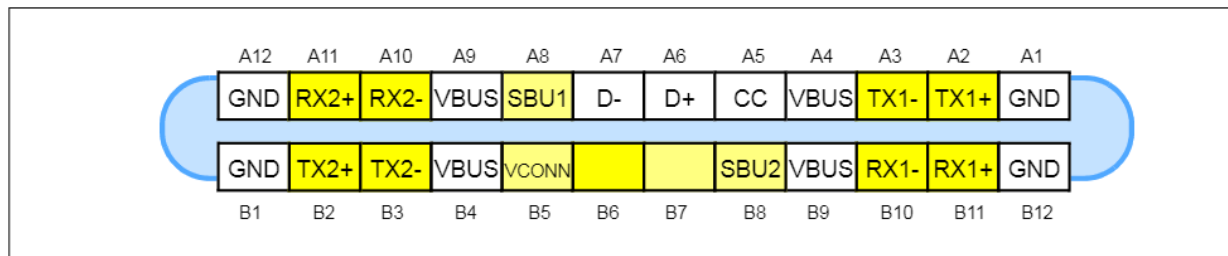 A12 A11 A10 A9 A8 A7 A6 A5 A4 A3 A2 A1
GND RX2+ RX2- VBUS SBU1 D- D+ CC VBUS TX1- TX1+ GND
GND TX2+ TX2- VBUS VCONN SBU2 VBUS RX1- RX1+ GND
B1 B2 B3 B4 B5 B6 B7 B8 B9 B10 B11 B12